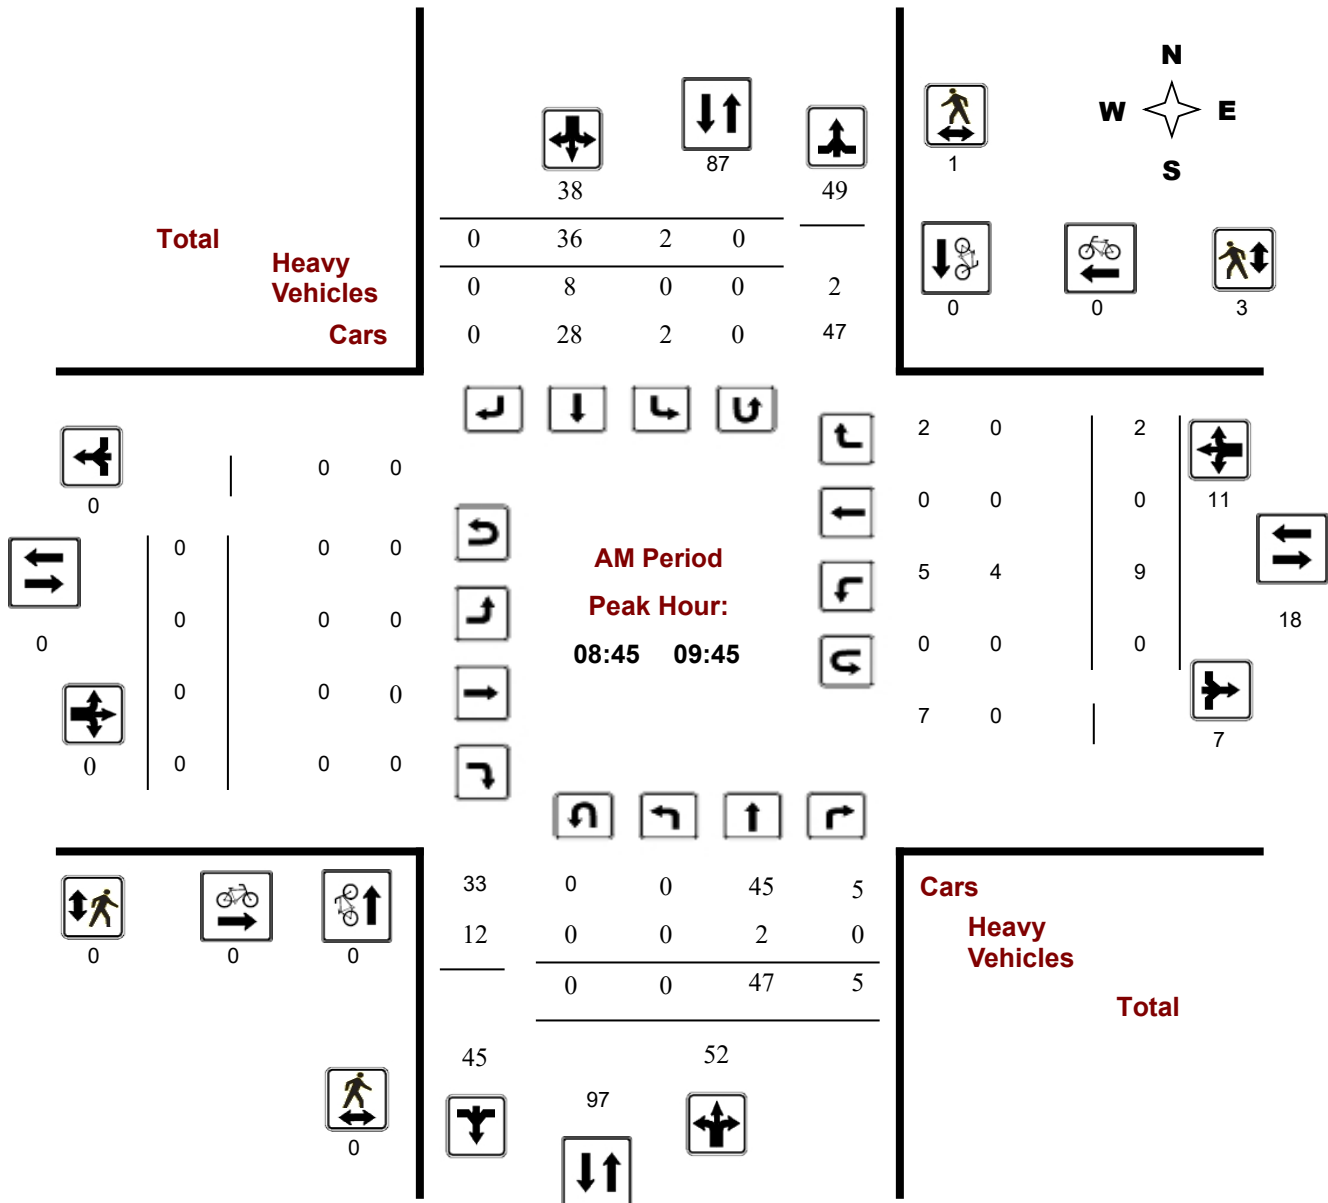 N
W E
S
87
1
38 49
Total 0 36 2 0
Heavy
Vehicles 0 8 0 0 2
Cars 0 28 2 0 47
0 0 3
2 0 2
0 0
0 0 0 0 11
0
0 0 0
AM Period
5 4 9
Peak Hour:
0 0 0 18
0 08:45 09:45 0 0 0
0 0 0
7 0 7
0 0 0 0
33 0 0 45 5 Cars
12 0 0 2 0 Heavy
Vehicles
0 0 0
0 0 47 5
Total
45 52
97
0